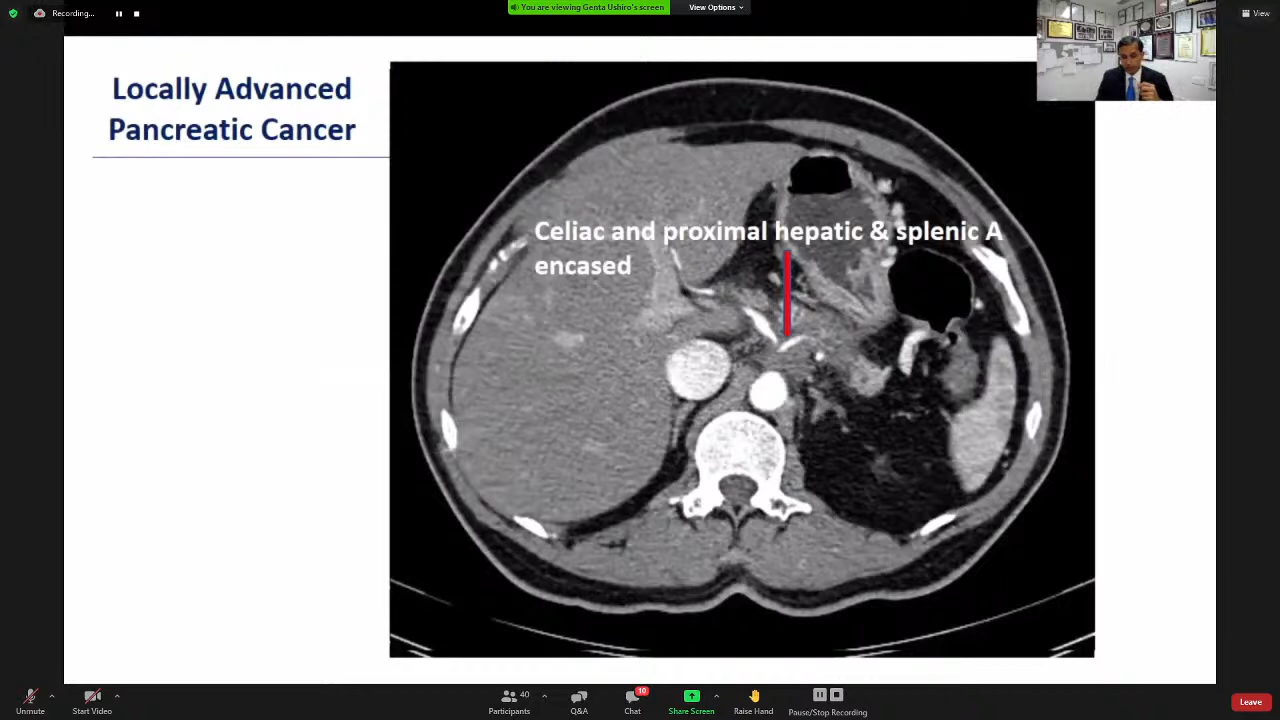 Recording...
You are viewing Genta Ushiro's screen
View Options
View
Locally Advanced
Pancreatic Cancer
Celiac and proximal hepatic & splenic A
encased
Unmute
Start Video
40
Participants
Q&A
10
Chat
Share Screen
Raise Hand
Pause/Stop Recording
Leave